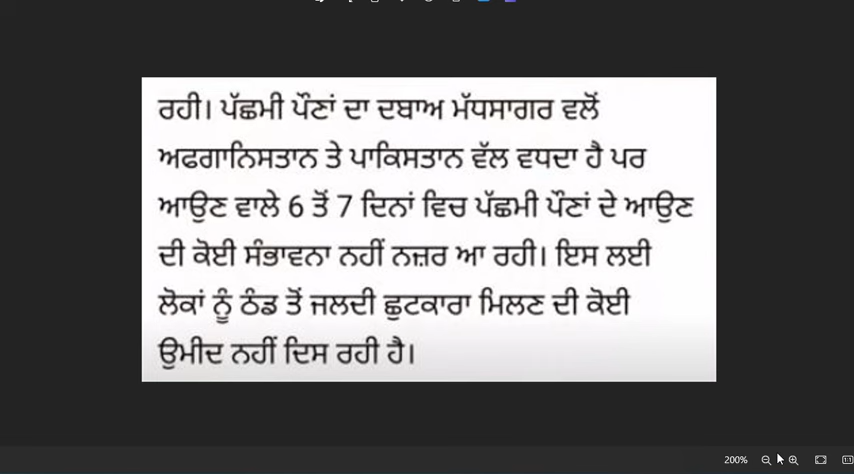 ਰਹੀ। ਪੱਛਮੀ ਪੌਣਾਂ ਦਾ ਦਬਾਅ ਮੱਧਸਾਗਰ ਵਲੋਂ
ਅਫਗਾਨਿਸਤਾਨ ਤੇ ਪਾਕਿਸਤਾਨ ਵੱਲ ਵਧਦਾ ਹੈ ਪਰ
ਆਉਣ ਵਾਲੇ 6 ਤੋਂ 7 ਦਿਨਾਂ ਵਿਚ ਪੱਛਮੀ ਪੌਣਾਂ ਦੇ ਆਉਣ
ਦੀ ਕੋਈ ਸੰਭਾਵਨਾ ਨਹੀਂ ਨਜ਼ਰ ਆ ਰਹੀ। ਇਸ ਲਈ
ਲੋਕਾਂ ਨੂੰ ਠੰਡ ਤੋਂ ਜਲਦੀ ਛੁਟਕਾਰਾ ਮਿਲਣ ਦੀ ਕੋਈ
ਉਮੀਦ ਨਹੀਂ ਦਿਸ ਰਹੀ ਹੈ।
200%